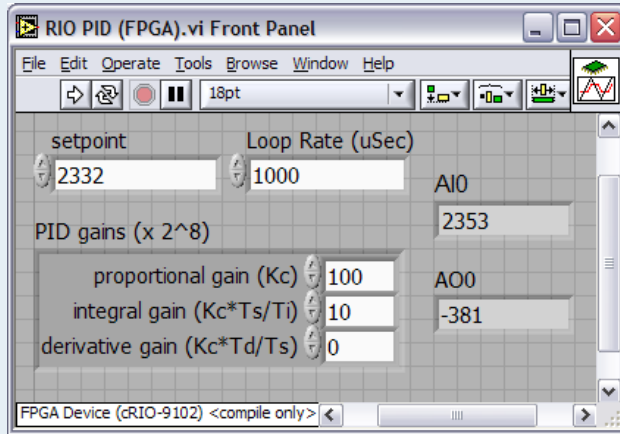 RIO PID (FPGA).vi Front Panel
File Edit Operate Tools Browse Window Help
18pt
setpoint
2332
Loop Rate (uSec)
1000
AI0
2353
PID gains (x 2^8)
proportional gain (Kc) 100
integral gain (Kc*Ts/Ti) 10
derivative gain (Kc*Td/Ts) 0
AO0
-381
FPGA Device (cRIO-9102) <compile only>